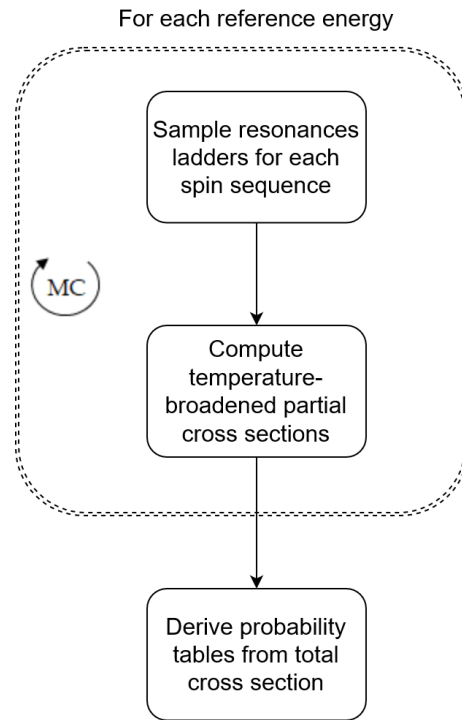 For each reference energy
Sample resonances
ladders for each
spin sequence
MC
Compute
temperature-
broadened partial
cross sections
Derive probability
tables from total
cross section